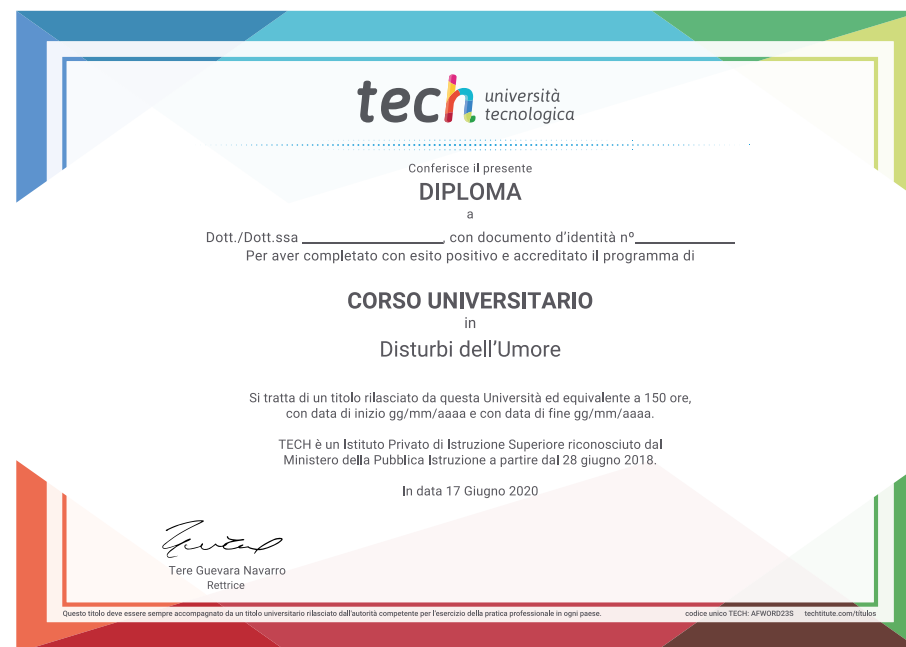 tech università
tecnologica
Conferisce il presente
DIPLOMA
a
Dott./Dott.ssa __________________, con documento d'identità nº_____________
Per aver completato con esito positivo e accreditato il programma di
CORSO UNIVERSITARIO
in
Disturbi dell'Umore
Si tratta di un titolo rilasciato da questa Università ed equivalente a 150 ore,
con data di inizio gg/mm/aaaa e con data di fine gg/mm/aaaa.
TECH è un Istituto Privato di Istruzione Superiore riconosciuto dal
Ministero della Pubblica Istruzione a partire dal 28 giugno 2018.
In data 17 Giugno 2020
Tere Guevara Navarro
Rettrice
Questo titolo deve essere sempre accompagnato da un titolo universitario rilasciato dall'autorità competente per l'esercizio della pratica professionale in ogni paese. codice unico TECH: AFWORD23S techtitute.com/títulos